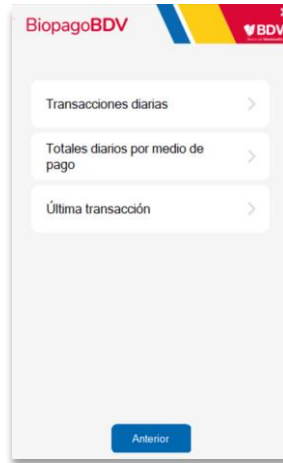 BiopagoBDV
BDV
Transacciones diarias
Totales diarios por medio de
pago
Última transacción
Anterior